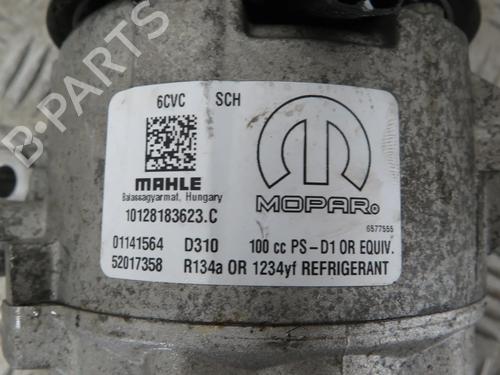 6CVC SCH
MAHLE
Balassagyarmat, Hungary
10128183623.C
MOPAR®
6577555
01141564 D310 100 cc PS-D1 OR EQUIV.
52017358 R134a OR 1234yf REFRIGERANT
B-PARTS